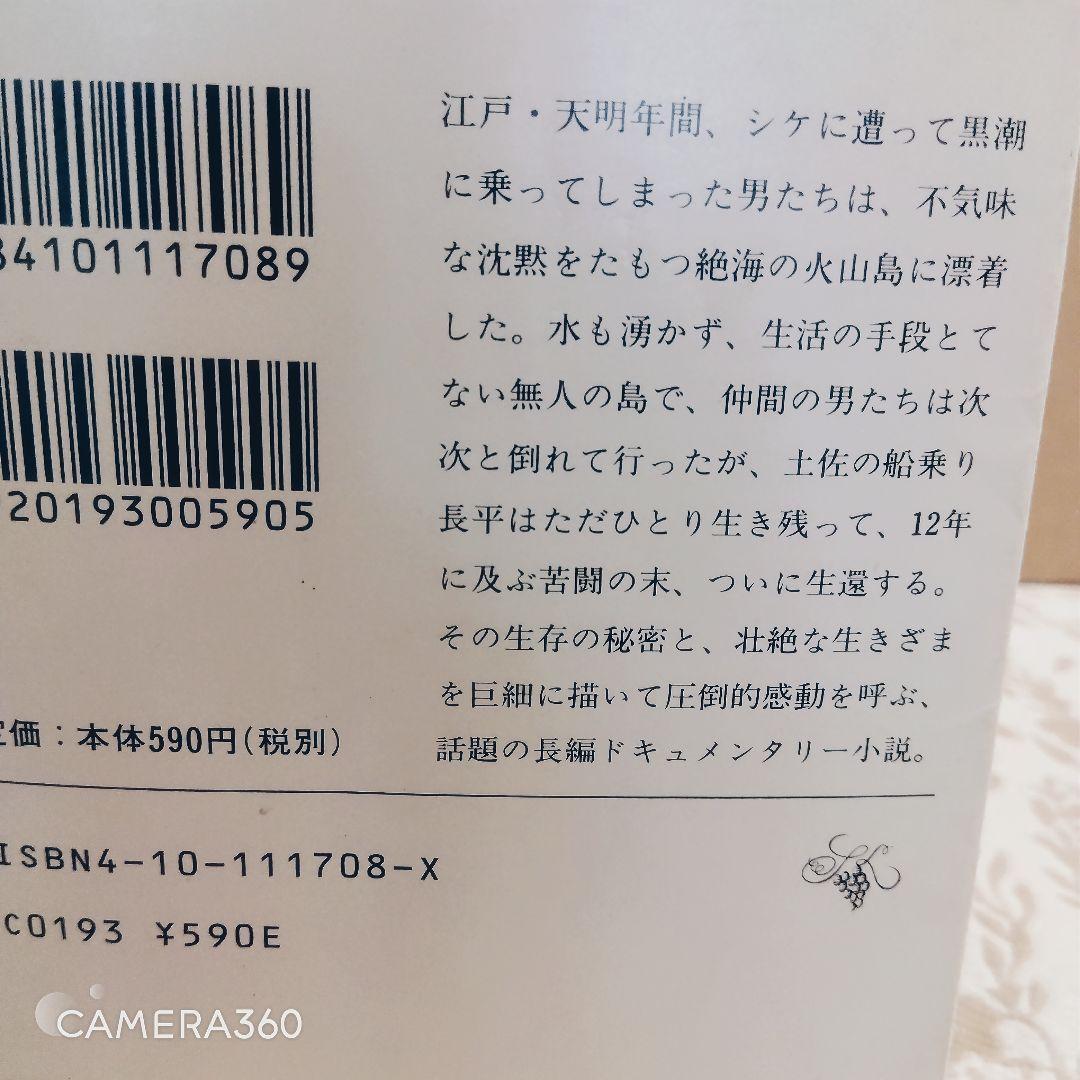 江戸・天明年間、シケに遭って黒潮
に乗ってしまった男たちは、不気味
な沈黙をたもつ絶海の火山島に漂着
した。水も湧かず、生活の手段とて
ない無人の島で、仲間の男たちは次
次と倒れて行ったが、土佐の船乗り
長平はただひとり生き残って、12年
に及ぶ苦闘の末、ついに生還する。
その生存の秘密と、壮絶な生きざま
を巨細に描いて圧倒的感動を呼ぶ、
話題の長編ドキュメンタリー小説。
84101117089
920193005905
定価：本体590円(税別)
ISBN4-10-111708-X
C0193 ¥590E
SK
CAMERA360